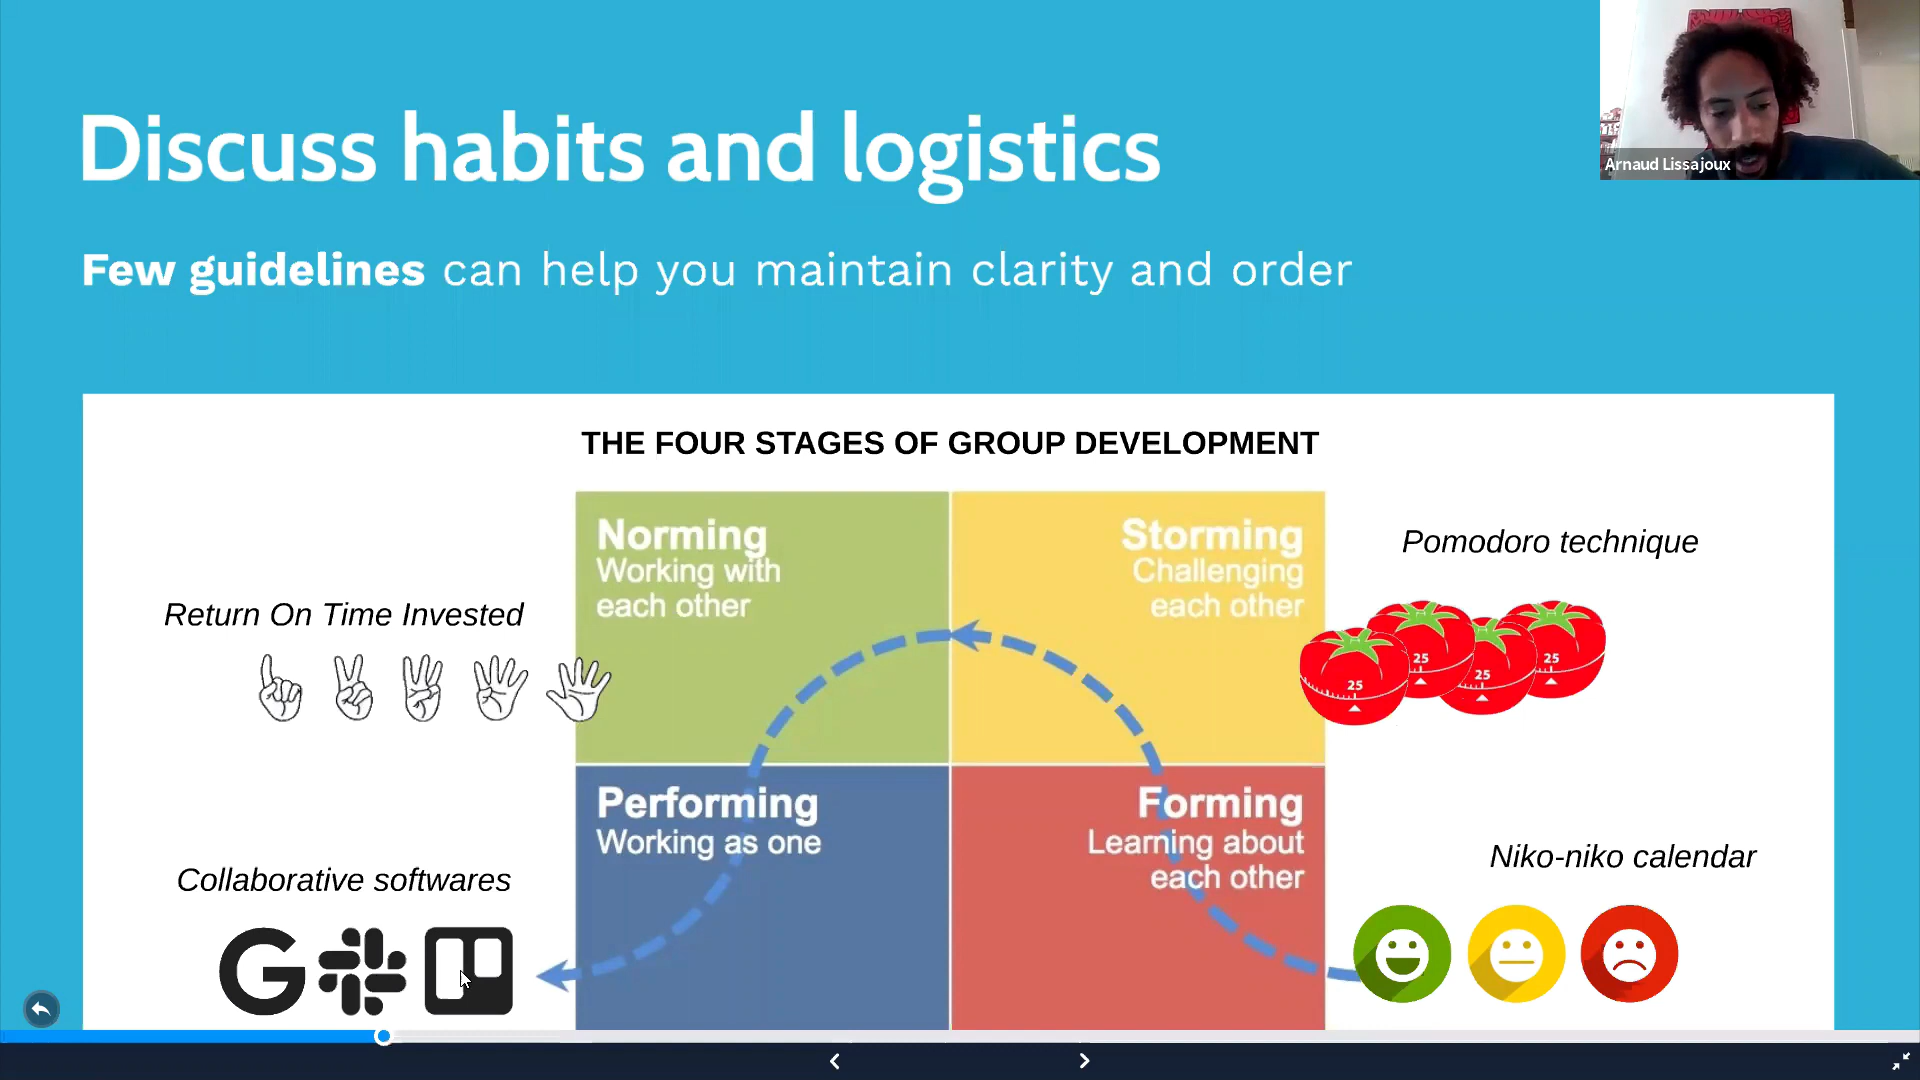 Discuss habits and logistics
Arnaud Lissajoux
Few guidelines can help you maintain clarity and order
THE FOUR STAGES OF GROUP DEVELOPMENT
Norming
Working with
each other
Storming
Challenging
each other
Pomodoro technique
Return On Time Invested
25
25
25
25
Performing
Working as one
Forming
Learning about
each other
Niko-niko calendar
Collaborative softwares
G